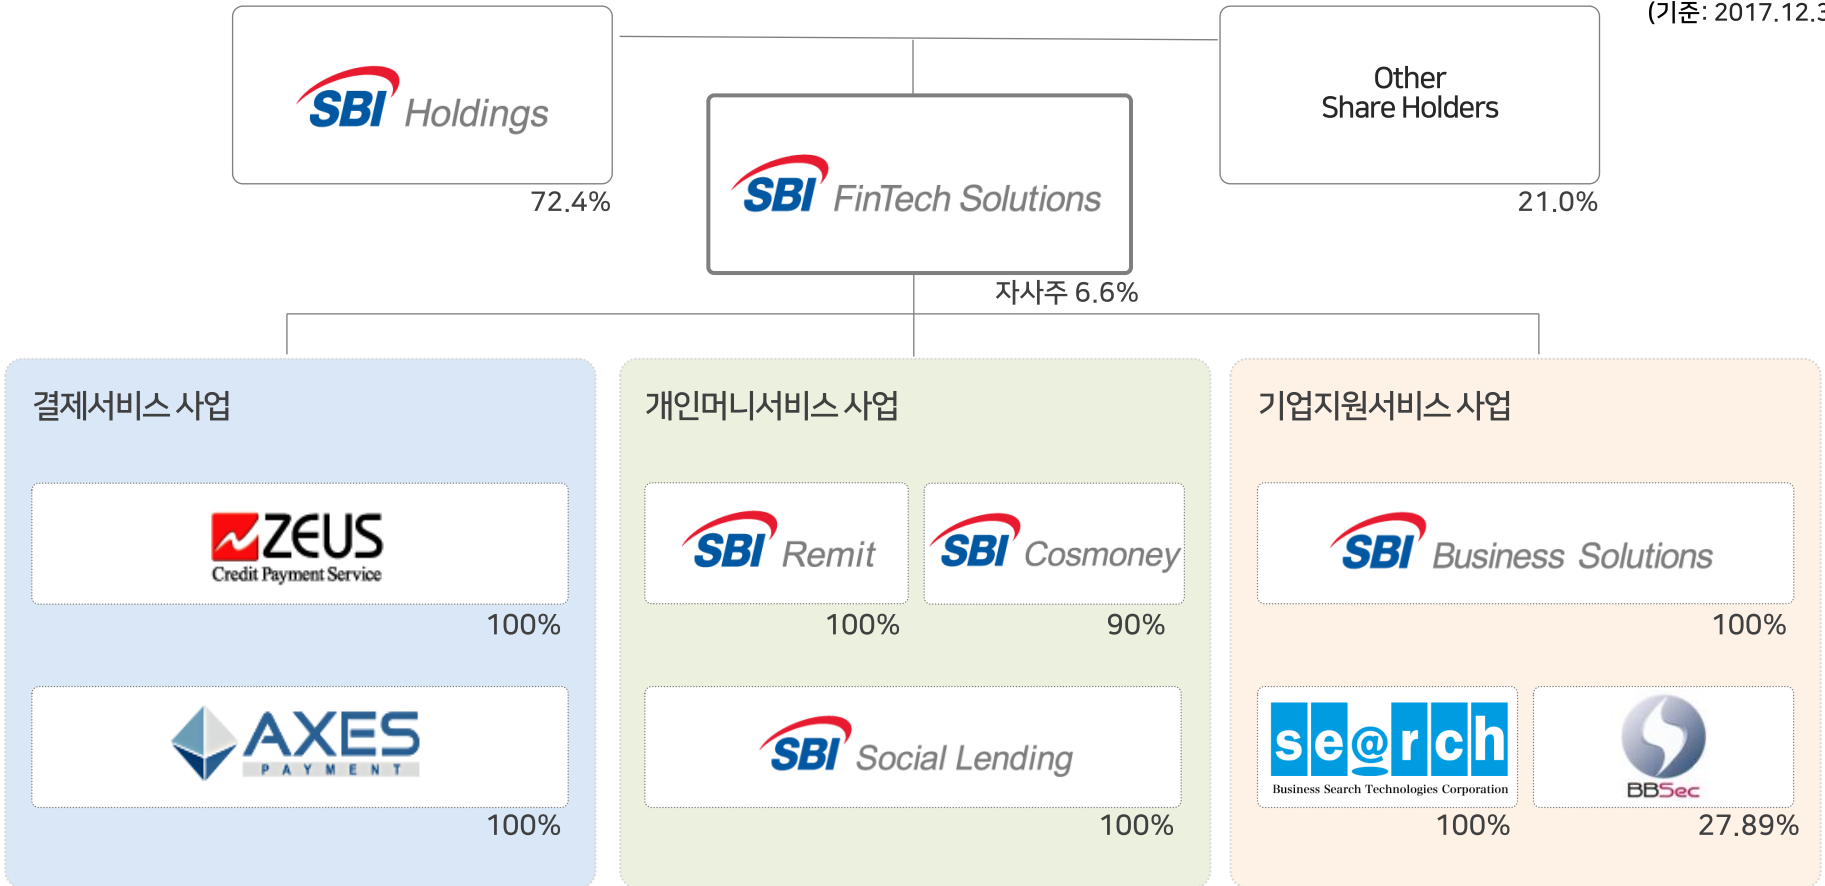 (기준: 2017.12.3
SBI Holdings
72.4%
Other
Share Holders
21.0%
SBI FinTech Solutions
자사주 6.6%
결제서비스 사업
ZEUS
Credit Payment Service
100%
AXES
PAYMENT
100%
개인머니서비스 사업
SBI Remit
100%
SBI Cosmoney
90%
SBI Social Lending
100%
기업지원서비스 사업
SBI Business Solutions
100%
se@rch
Business Search Technologies Corporation
100%
BBSec
27.89%